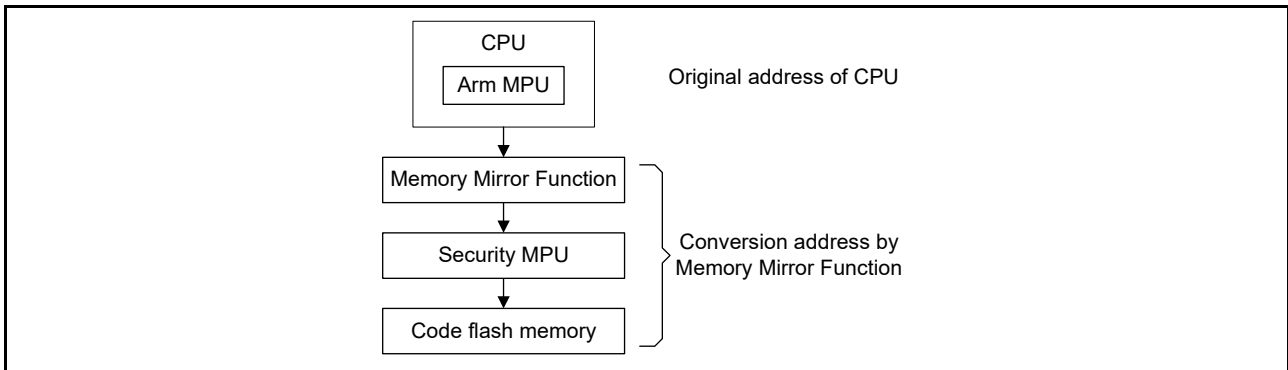 CPU
Arm MPU
Original address of CPU
Memory Mirror Function
Security MPU
Conversion address by
Memory Mirror Function
Code flash memory